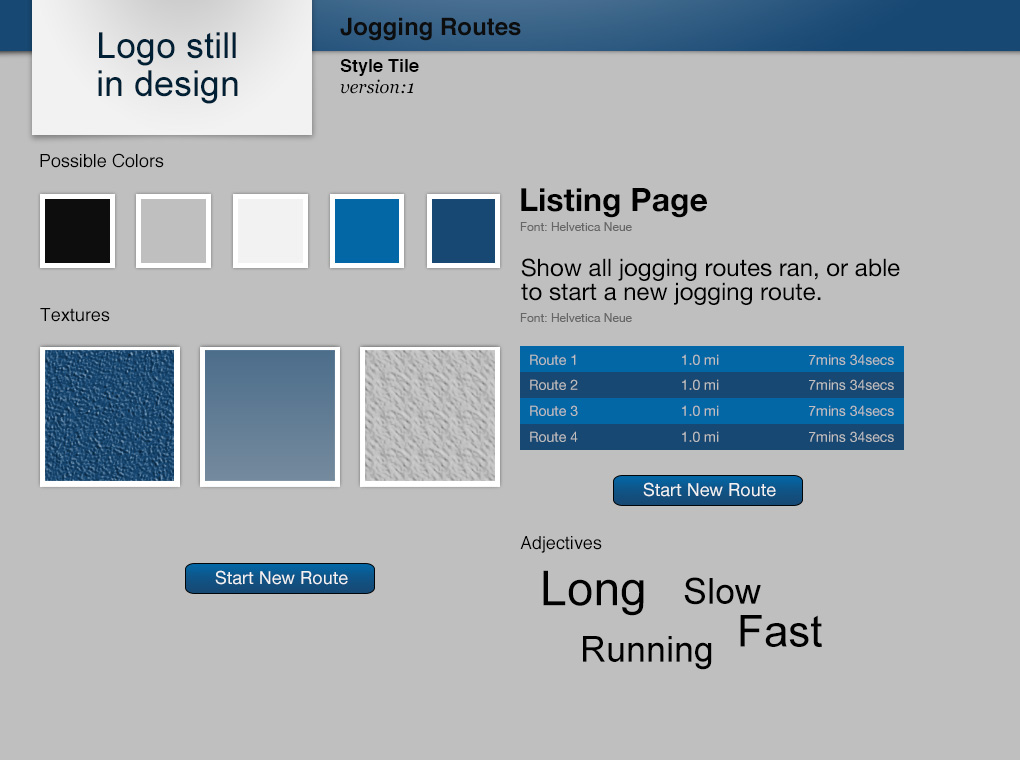 Logo still
in design
Jogging Routes
Style Tile
version:1
Possible Colors
Textures
Start New Route
Listing Page
Font: Helvetica Neue
Show all jogging routes ran, or able
to start a new jogging route.
Font: Helvetica Neue
Route 1 1.0 mi 7mins 34secs
Route 2 1.0 mi 7mins 34secs
Route 3 1.0 mi 7mins 34secs
Route 4 1.0 mi 7mins 34secs
Start New Route
Adjectives
Long Slow
Fast
Running